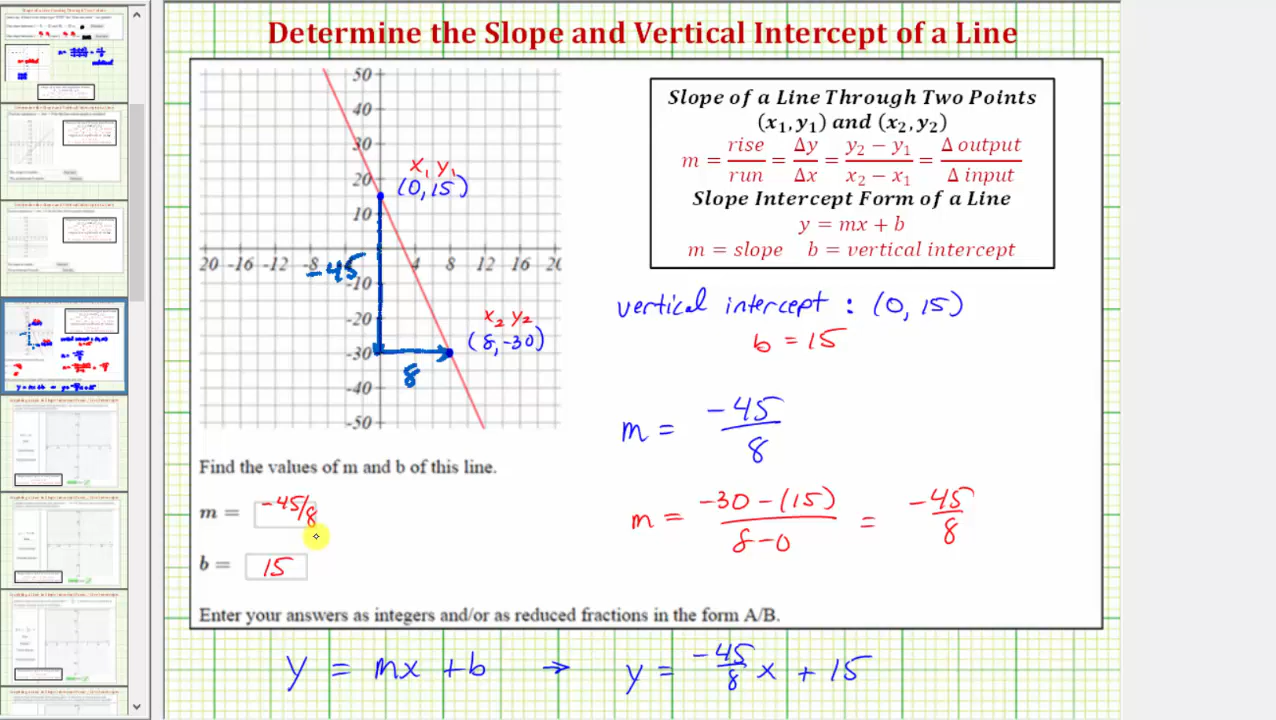 Determine the Slope and Vertical Intercept of a Line
50
40
30
20
10
-10
-20
-30
-40
-50
20 -16 -12 -8 4 8 12 16 20
x₁ y₁
(0, 15)
-45
x₂ y₂
(8, -30)
8
Slope of a Line Through Two Points
(x₁, y₁) and (x₂, y₂)
m = rise/run = Δy/Δx = y₂ − y₁/x₂ − x₁ = Δ output/Δ input
Slope Intercept Form of a Line
y = mx + b
m = slope b = vertical intercept
vertical intercept : (0, 15)
b = 15
m = -45/8
m = -30 - (15)/8 - 0 = -45/8
Find the values of m and b of this line.
m = -45/8
b = 15
Enter your answers as integers and/or as reduced fractions in the form A/B.
y = mx + b → y = -45/8 x + 15